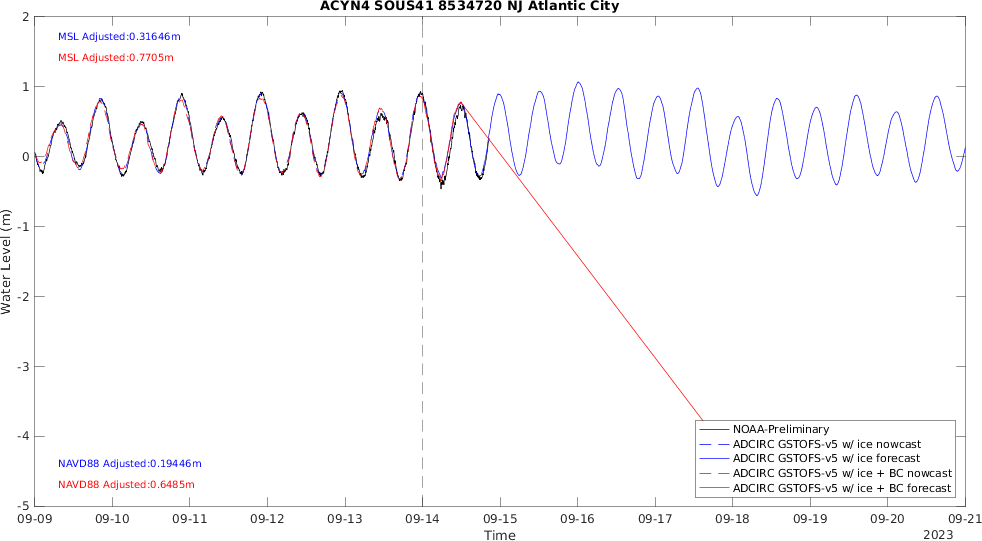 ACYN4 SOUS41 8534720 NJ Atlantic City
MSL Adjusted:0.31646m
MSL Adjusted:0.7705m
2
1
0
-1
-2
-3
-4
-5
Water Level (m)
NAVD88 Adjusted:0.19446m
NAVD88 Adjusted:0.6485m
NOAA-Preliminary
ADCIRC GSTOFS-v5 w/ ice nowcast
ADCIRC GSTOFS-v5 w/ ice forecast
ADCIRC GSTOFS-v5 w/ ice + BC nowcast
ADCIRC GSTOFS-v5 w/ ice + BC forecast
09-09 09-10 09-11 09-12 09-13 09-14 09-15 09-16 09-17 09-18 09-19 09-20 09-21
Time
2023